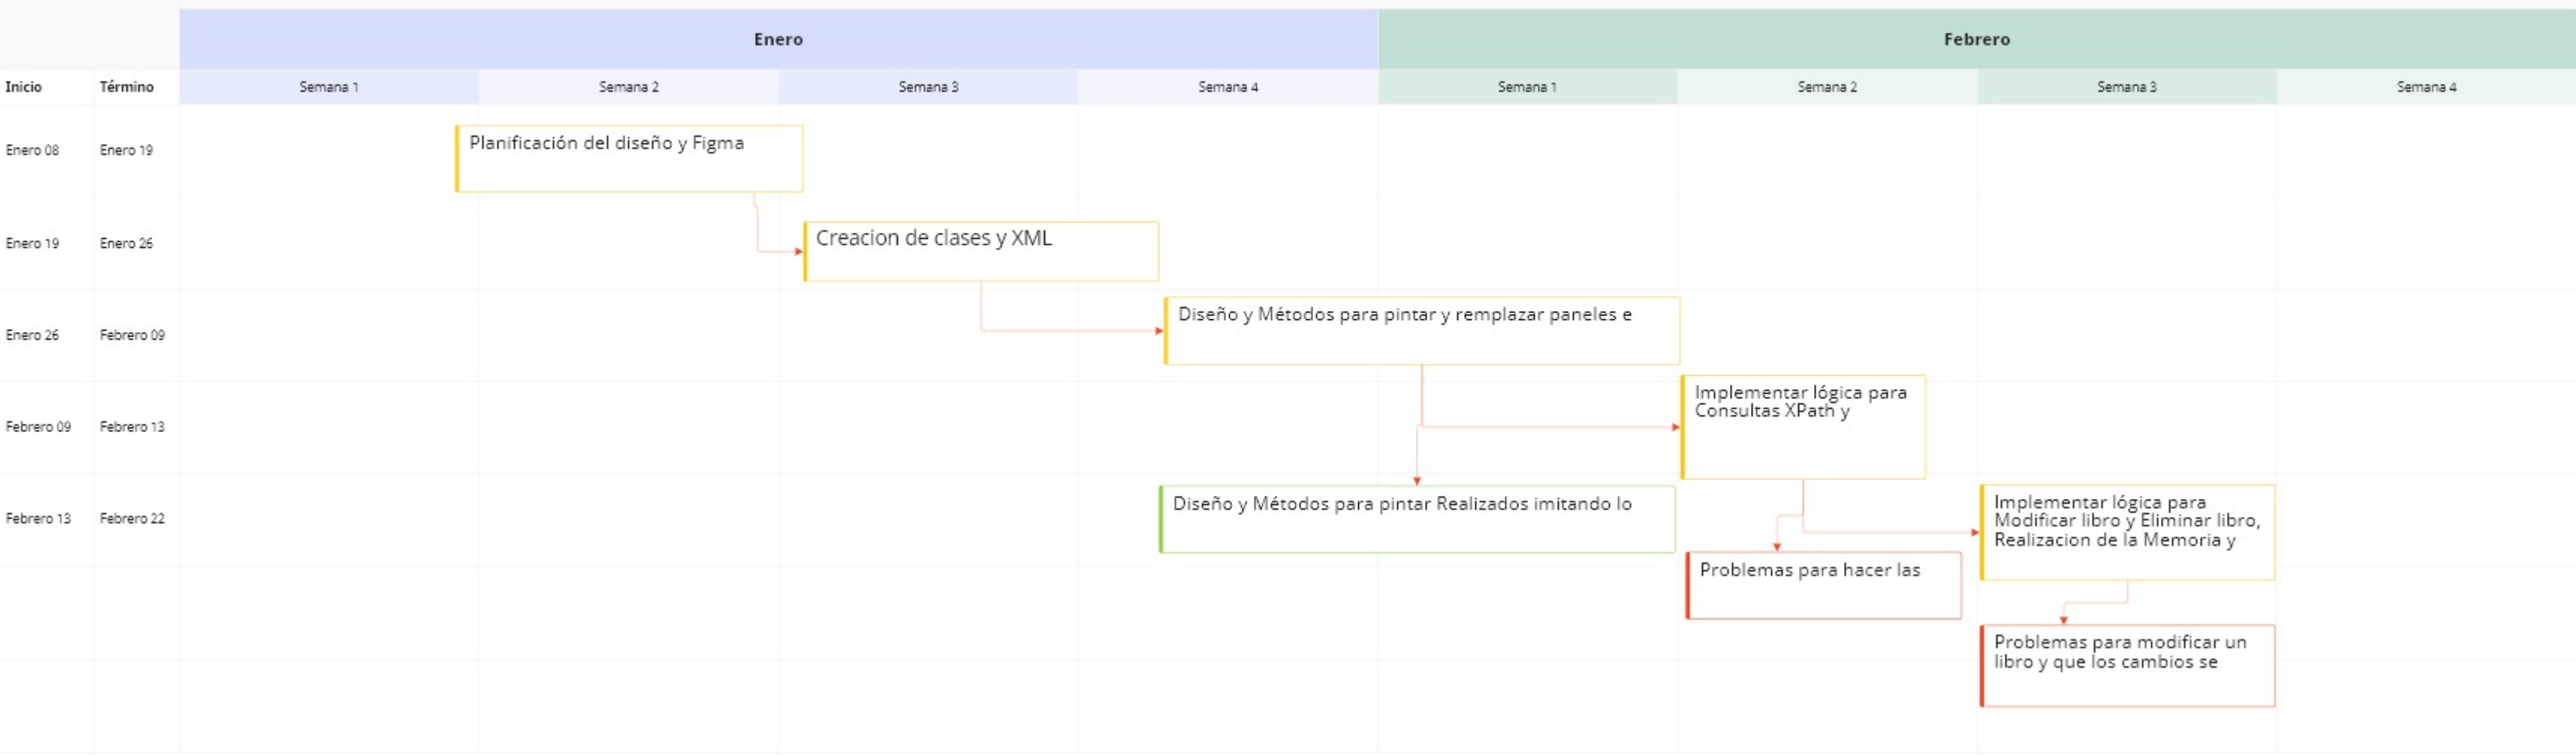 Enero
Febrero
Inicio
Término
Semana 1
Semana 2
Semana 3
Semana 4
Semana 1
Semana 2
Semana 3
Semana 4
Enero 08
Enero 19
Planificación del diseño y Figma
Enero 19
Enero 26
Creacion de clases y XML
Enero 26
Febrero 09
Diseño y Métodos para pintar y remplazar paneles e
Febrero 09
Febrero 13
Implementar lógica para
Consultas XPath y
Febrero 13
Febrero 22
Diseño y Métodos para pintar Realizados imitando lo
Implementar lógica para
Modificar libro y Eliminar libro,
Realizacion de la Memoria y
Problemas para hacer las
Problemas para modificar un
libro y que los cambios se